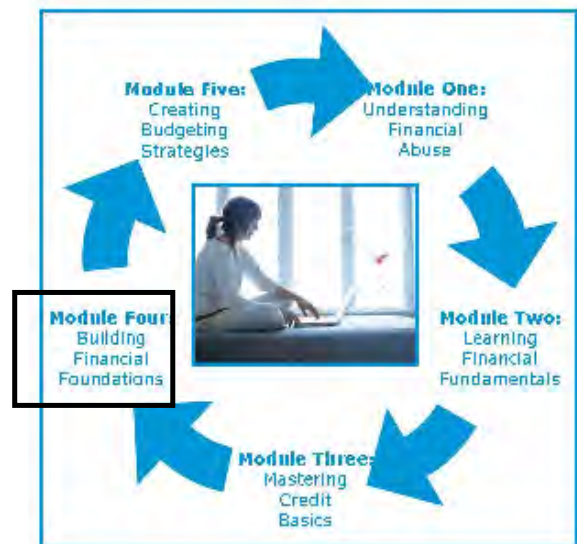 Module Five:
Creating
Budgeting
Strategies
Module One:
Understanding
Financial
Abuse
Module Two:
Learning
Financial
Fundamentals
Module Three:
Mastering
Credit
Basics
Module Four:
Building
Financial
Foundations